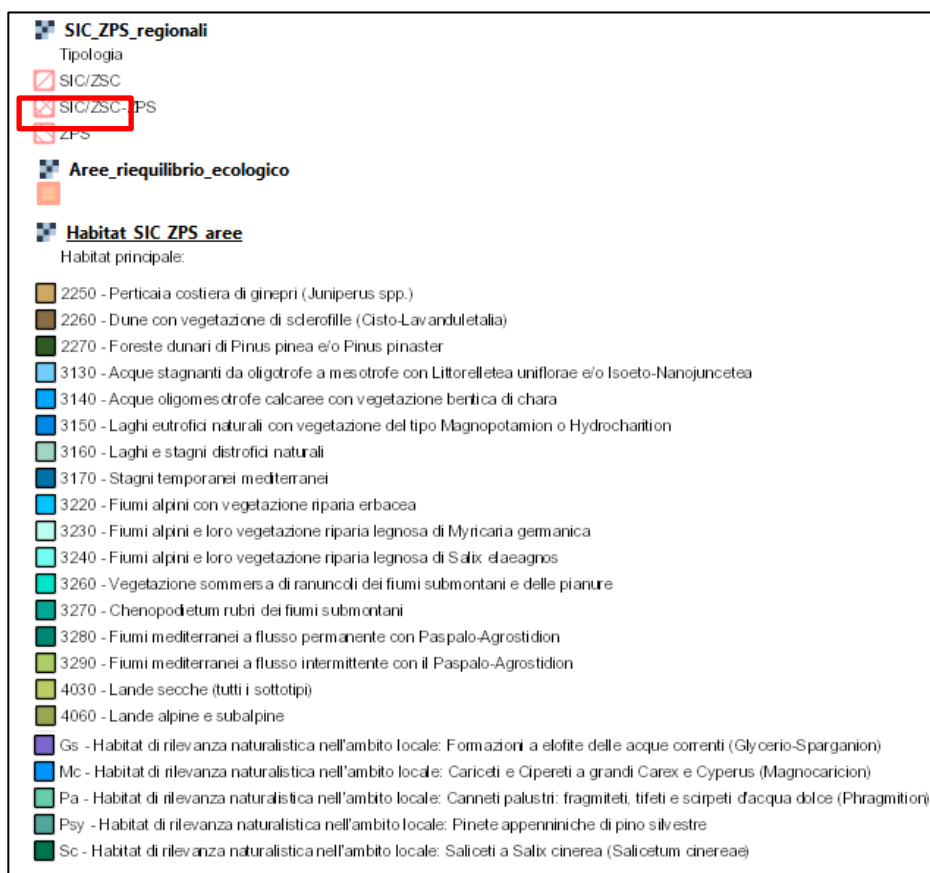 SIC_ZPS_regionali
Tipologia
SIC/ZSC
SIC/ZSC-ZPS
ZPS
Aree_riequilibrio_ecologico
Habitat_SIC_ZPS_aree
Habitat principale:
2250 - Perticaia costiera di ginepri (Juniperus spp.)
2260 - Dune con vegetazione di sclerofille (Cisto-Lavanduletalia)
2270 - Foreste dunari di Pinus pinea e/o Pinus pinaster
3130 - Acque stagnanti da oligotrofe a mesotrofe con Littorelletea uniflorae e/o Isoeto-Nanojuncetea
3140 - Acque oligomesotrofe calcaree con vegetazione bentica di chara
3150 - Laghi eutrofici naturali con vegetazione del tipo Magnopotamion o Hydrocharition
3160 - Laghi e stagni distrofici naturali
3170 - Stagni temporanei mediterranei
3220 - Fiumi alpini con vegetazione riparia erbacea
3230 - Fiumi alpini e loro vegetazione riparia legnosa di Myricaria germanica
3240 - Fiumi alpini e loro vegetazione riparia legnosa di Salix elaeagnos
3260 - Vegetazione sommersa di ranuncoli dei fiumi submontani e delle pianure
3270 - Chenopodietum rubri dei fiumi submontani
3280 - Fiumi mediterranei a flusso permanente con Paspalo-Agrostidion
3290 - Fiumi mediterranei a flusso intermittente con il Paspalo-Agrostidion
4030 - Lande secche (tutti i sottotipi)
4060 - Lande alpine e subalpine
Gs - Habitat di rilevanza naturalistica nell'ambito locale: Formazioni a elofite delle acque correnti (Glycerio-Sparganion)
Mc - Habitat di rilevanza naturalistica nell'ambito locale: Cariceti e Cipereti a grandi Carex e Cyperus (Magnocaricion)
Pa - Habitat di rilevanza naturalistica nell'ambito locale: Canneti palustri: fragmiteti, tifeti e scirpeti d'acqua dolce (Phragmition)
Psy - Habitat di rilevanza naturalistica nell'ambito locale: Pinete appenniniche di pino silvestre
Sc - Habitat di rilevanza naturalistica nell'ambito locale: Saliceti a Salix cinerea (Salicetum cinereae)